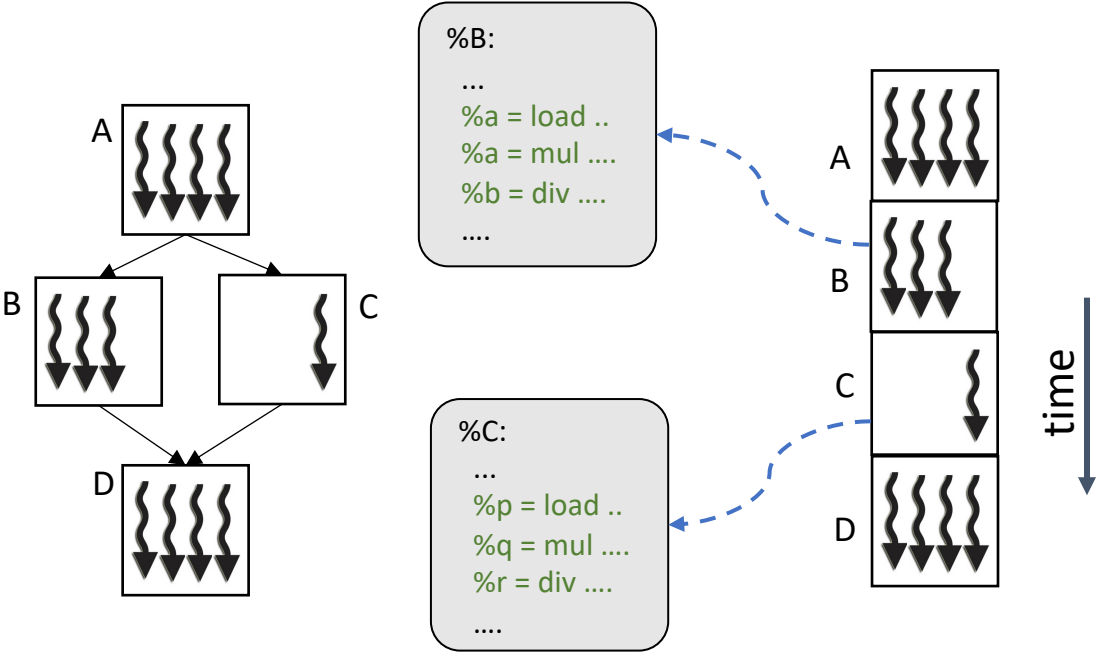 A
B
C
D
%B:
...
%a = load ..
%a = mul ....
%b = div ....
....
%C:
...
%p = load ..
%q = mul ....
%r = div ....
....
A
B
C
D
time